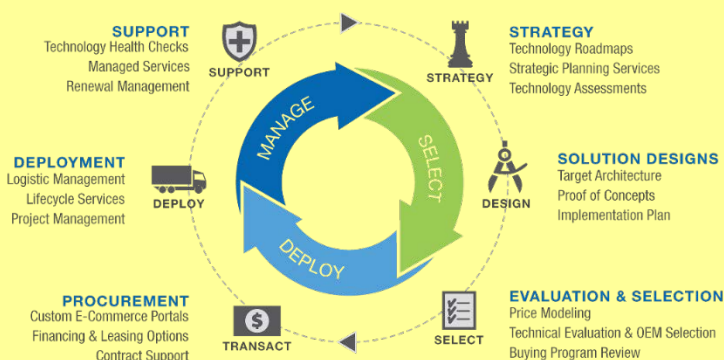 SUPPORT
Technology Health Checks
Managed Services
Renewal Management
SUPPORT
STRATEGY
STRATEGY
Technology Roadmaps
Strategic Planning Services
Technology Assessments
MANAGE
SELECT
DEPLOY
DEPLOYMENT
Logistic Management
Lifecycle Services
Project Management
DEPLOY
DESIGN
SOLUTION DESIGNS
Target Architecture
Proof of Concepts
Implementation Plan
PROCUREMENT
Custom E-Commerce Portals
Financing & Leasing Options
Contract Support
$
TRANSACT
SELECT
EVALUATION & SELECTION
Price Modeling
Technical Evaluation & OEM Selection
Buying Program Review